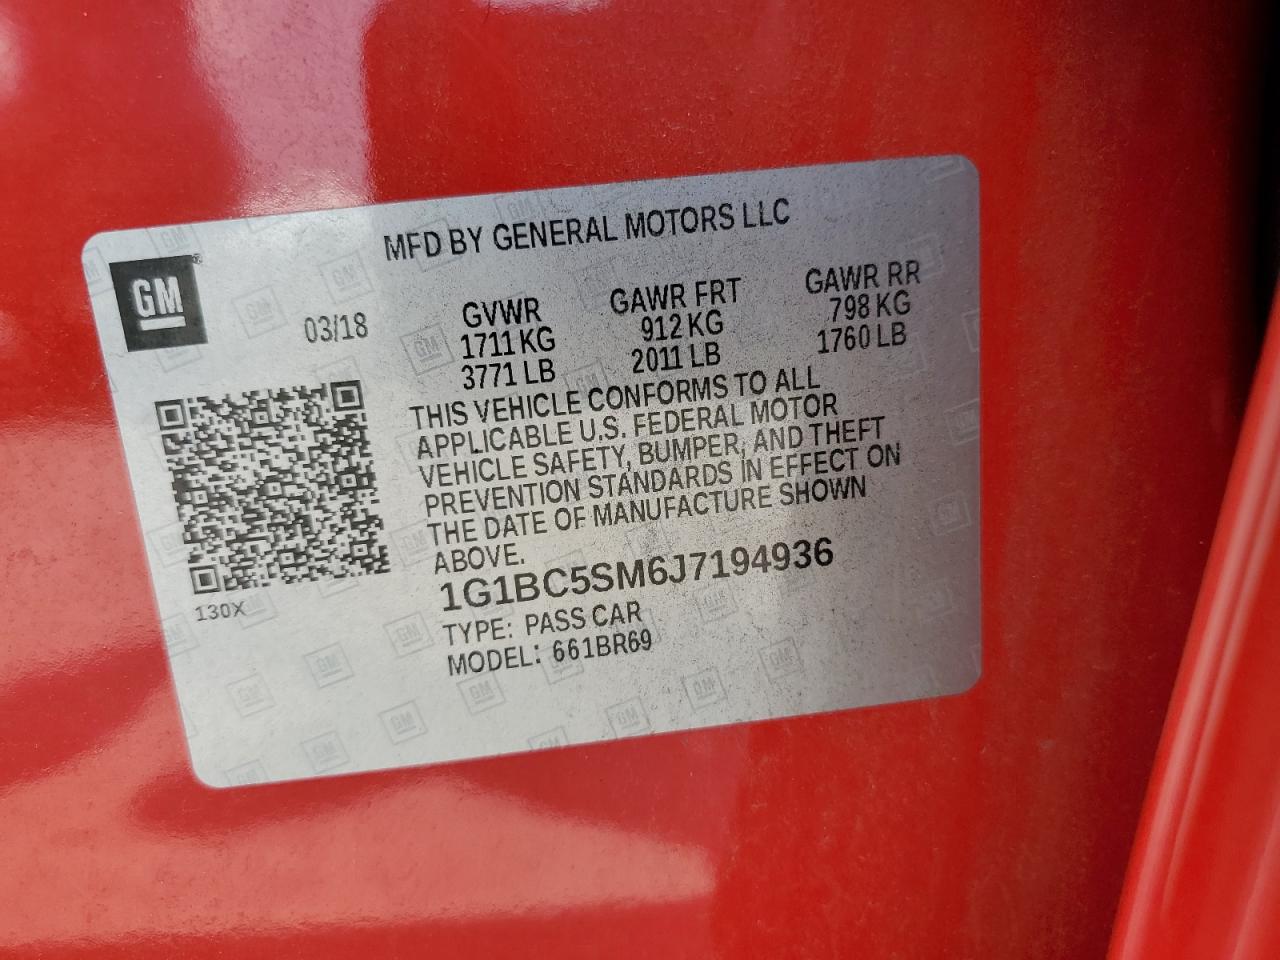 MFD BY GENERAL MOTORS LLC
GM®
03/18
GVWR GAWR FRT GAWR RR
1711 KG 912 KG 798 KG
3771 LB 2011 LB 1760 LB
THIS VEHICLE CONFORMS TO ALL
APPLICABLE U.S. FEDERAL MOTOR
VEHICLE SAFETY, BUMPER, AND THEFT
PREVENTION STANDARDS IN EFFECT ON
THE DATE OF MANUFACTURE SHOWN
ABOVE.
1G1BC5SM6J7194936
130X
TYPE: PASS CAR
MODEL: 661BR69